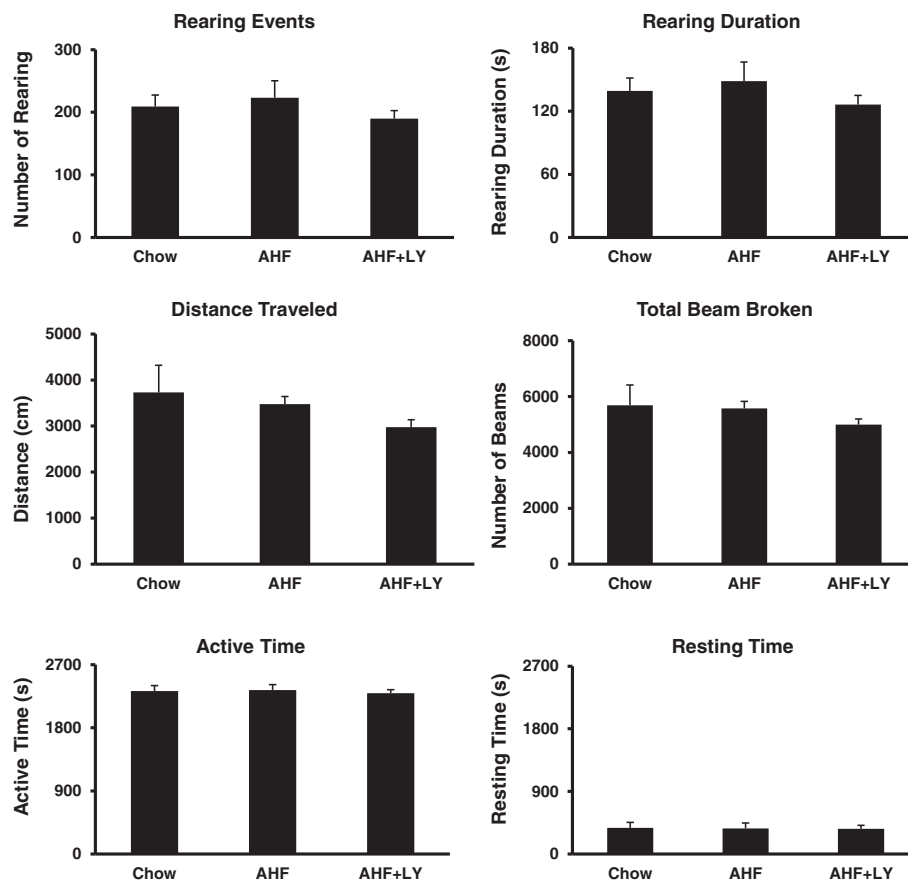 Rearing Events
Number of Rearing
300
200
100
0
Chow AHF AHF+LY
Rearing Duration
Rearing Duration (s)
180
120
60
0
Chow AHF AHF+LY
Distance Traveled
Distance (cm)
5000
4000
3000
2000
1000
0
Chow AHF AHF+LY
Total Beam Broken
Number of Beams
8000
6000
4000
2000
0
Chow AHF AHF+LY
Active Time
Active Time (s)
2700
1800
900
0
Chow AHF AHF+LY
Resting Time
Resting Time (s)
2700
1800
900
0
Chow AHF AHF+LY